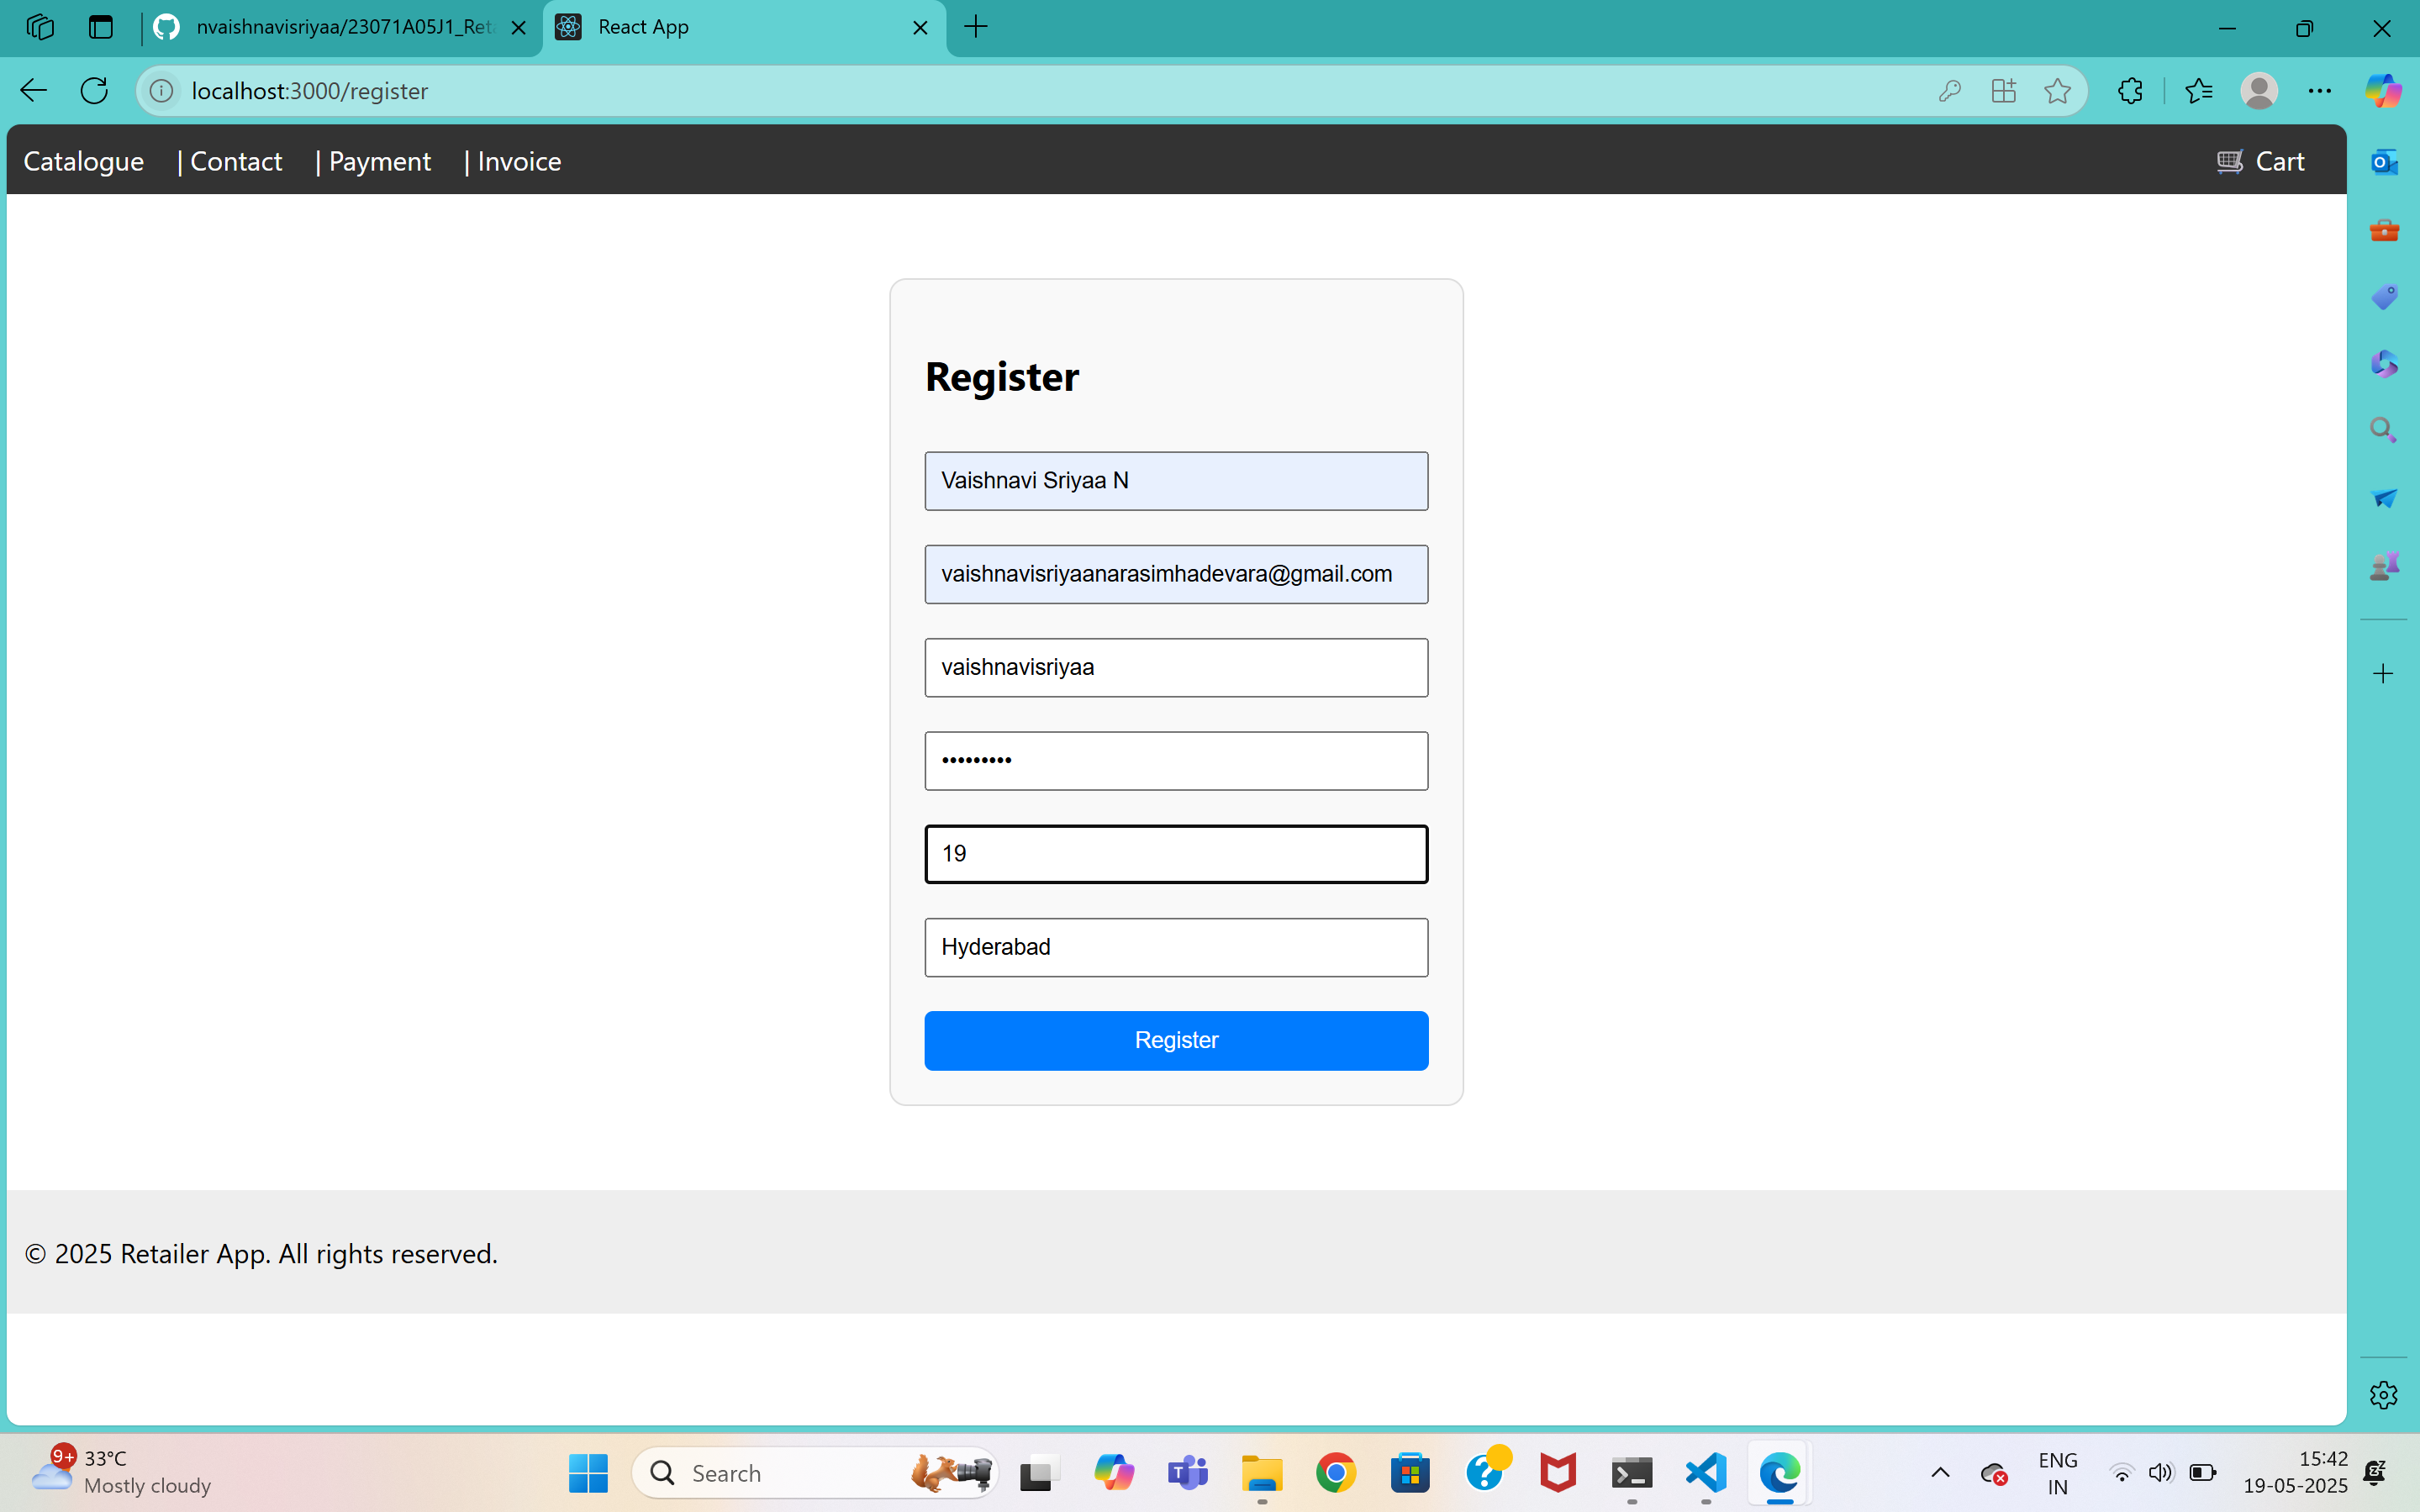 nvaishnavisriyaa/23071A05J1_Reta
React App
localhost:3000/register
Catalogue | Contact | Payment | Invoice
Cart
Register
Vaishnavi Sriyaa N
vaishnavisriyaanarasimhadevara@gmail.com
vaishnavisriyaa
•••••••••
19
Hyderabad
Register
© 2025 Retailer App. All rights reserved.
9+
33°C
Mostly cloudy
Search
ENG
IN
15:42
19-05-2025